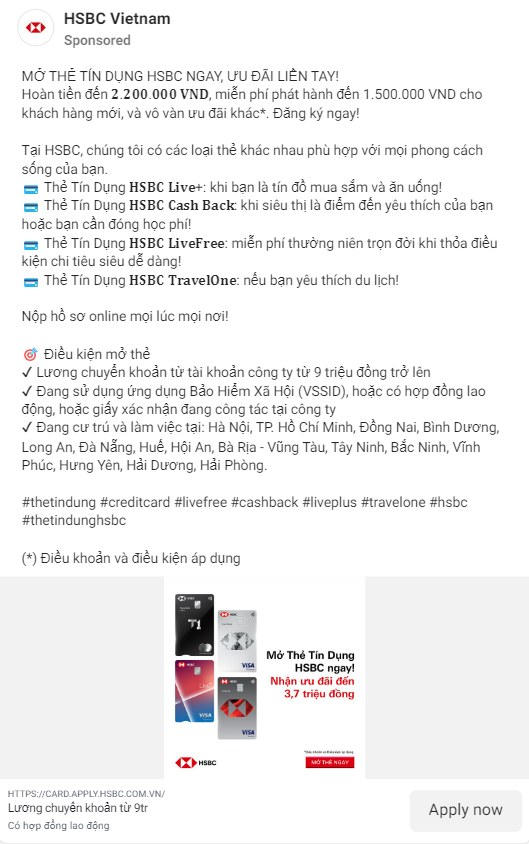 HSBC Vietnam
Sponsored
MỞ THẺ TÍN DỤNG HSBC NGAY, ƯU ĐÃI LIỀN TAY!
Hoàn tiền đến 2.200.000 VND, miễn phí phát hành đến 1.500.000 VND cho
khách hàng mới, và vô vàn ưu đãi khác*. Đăng ký ngay!
Tại HSBC, chúng tôi có các loại thẻ khác nhau phù hợp với mọi phong cách
sống của bạn.
Thẻ Tín Dụng HSBC Live+: khi bạn là tín đồ mua sắm và ăn uống!
Thẻ Tín Dụng HSBC Cash Back: khi siêu thị là điểm đến yêu thích của bạn
hoặc bạn cần đóng học phí!
Thẻ Tín Dụng HSBC LiveFree: miễn phí thường niên trọn đời khi thỏa điều
kiện chi tiêu siêu dễ dàng!
Thẻ Tín Dụng HSBC TravelOne: nếu bạn yêu thích du lịch!
Nộp hồ sơ online mọi lúc mọi nơi!
🎯 Điều kiện mở thẻ
✓ Lương chuyển khoản từ tài khoản công ty từ 9 triệu đồng trở lên
✓ Đang sử dụng ứng dụng Bảo Hiểm Xã Hội (VSSID), hoặc có hợp đồng lao
động, hoặc giấy xác nhận đang công tác tại công ty
✓ Đang cư trú và làm việc tại: Hà Nội, TP. Hồ Chí Minh, Đồng Nai, Bình Dương,
Long An, Đà Nẵng, Huế, Hội An, Bà Rịa - Vũng Tàu, Tây Ninh, Bắc Ninh, Vĩnh
Phúc, Hưng Yên, Hải Dương, Hải Phòng.
#thetindung #creditcard #livefree #cashback #liveplus #travelone #hsbc
#thetindunghsbc
(*) Điều khoản và điều kiện áp dụng
HSBC
T1
HSBC
VISA
HSBC
VISA
HSBC
VISA
Mở Thẻ Tín Dụng
HSBC ngay!
Nhận ưu đãi đến
3,7 triệu đồng
HSBC
*Điều khoản và điều kiện áp dụng
MỞ THẺ NGAY
HTTPS://CARD.APPLY.HSBC.COM.VN/
Lương chuyển khoản từ 9tr
Có hợp đồng lao động
Apply now